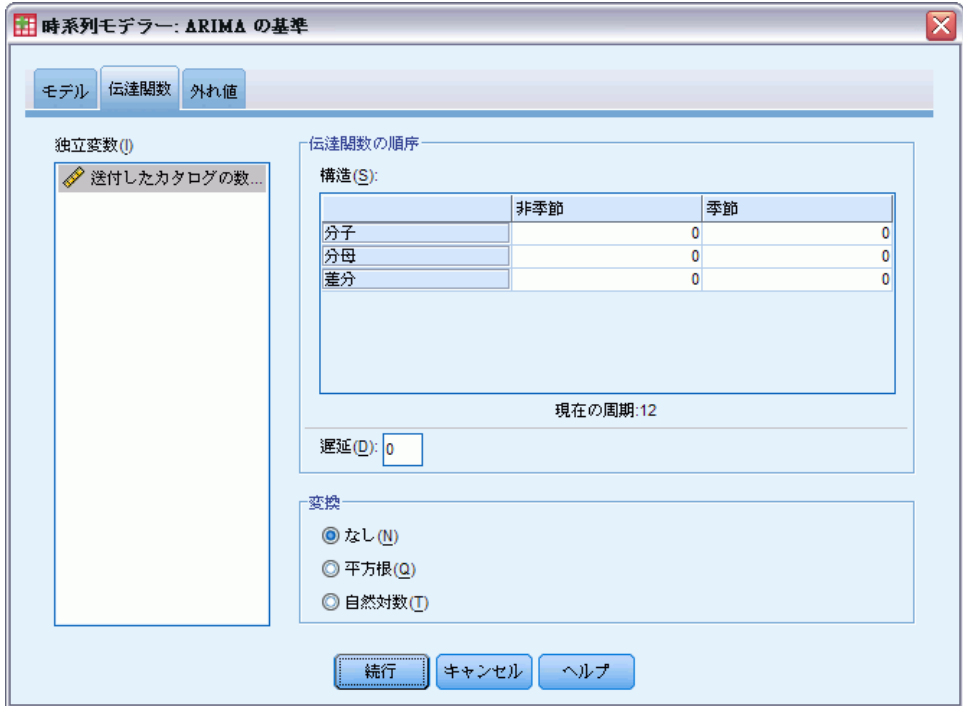 時系列モデラー: ARIMA の基準
モデル 伝達関数 外れ値
独立変数(I)
送付したカタログの数...
伝達関数の順序
構造(S):
非季節 季節
分子 0 0
分母 0 0
差分 0 0
現在の周期:12
遅延(D): 0
変換
なし(N)
平方根(Q)
自然対数(T)
続行 キャンセル ヘルプ